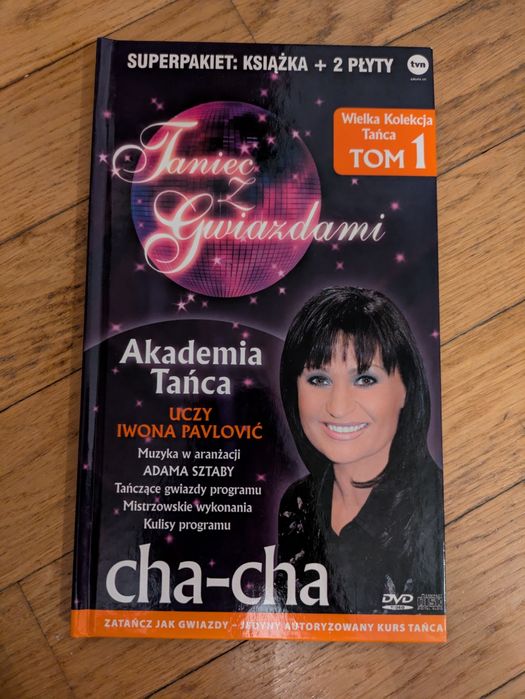 SUPERPAKIET: KSIĄŻKA + 2 PŁYTY
tvn
Wielka Kolekcja
Tańca
TOM 1
Taniec
Z
Gwiazdami
Akademia
Tańca
UCZY
IWONA PAVLOVIĆ
Muzyka w aranżacji
ADAMA SZTABY
Tańczące gwiazdy programu
Mistrzowskie wykonania
Kulisy programu
cha-cha
DVD
VIDEO
ZATAŃCZ JAK GWIAZDY – JEDYNY AUTORYZOWANY KURS TAŃCA